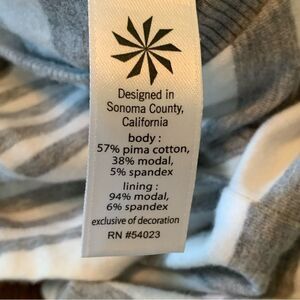 Designed in
Sonoma County,
California
body :
57% pima cotton,
38% modal,
5% spandex
lining :
94% modal,
6% spandex
exclusive of decoration
RN #54023